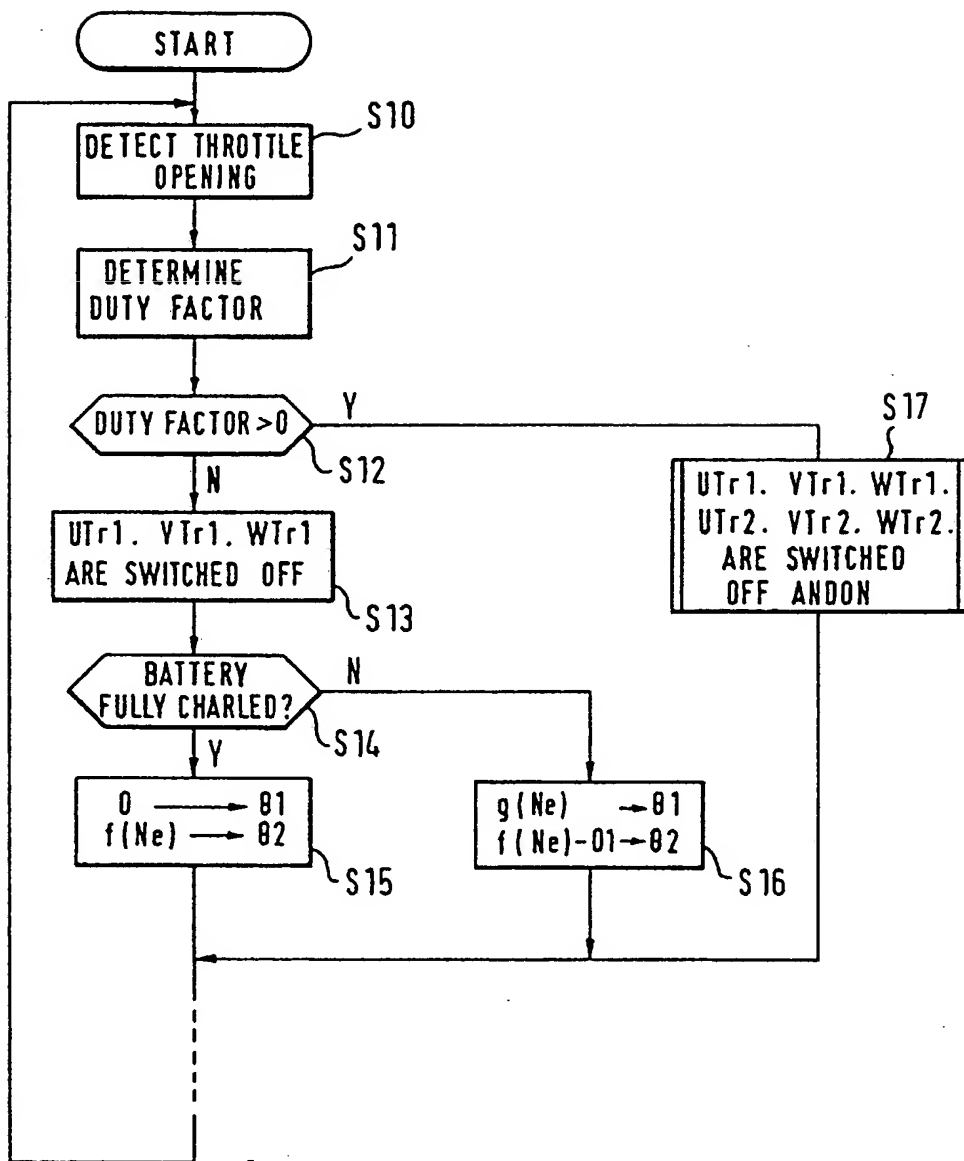 START
S10
DETECT THROTTLE
OPENING
S11
DETERMINE
DUTY FACTOR
DUTY FACTOR >0
Y
S12
N
S17
UTr1. VTr1. WTr1.
UTr2. VTr2. WTr2.
ARE SWITCHED
OFF ANDON
UTr1. VTr1. WTr1
ARE SWITCHED OFF
S13
BATTERY
FULLY CHARLED?
N
S14
Y
0 → θ1
f(Ne) → θ2
S15
g(Ne) → θ1
f(Ne)-θ1→θ2
S16